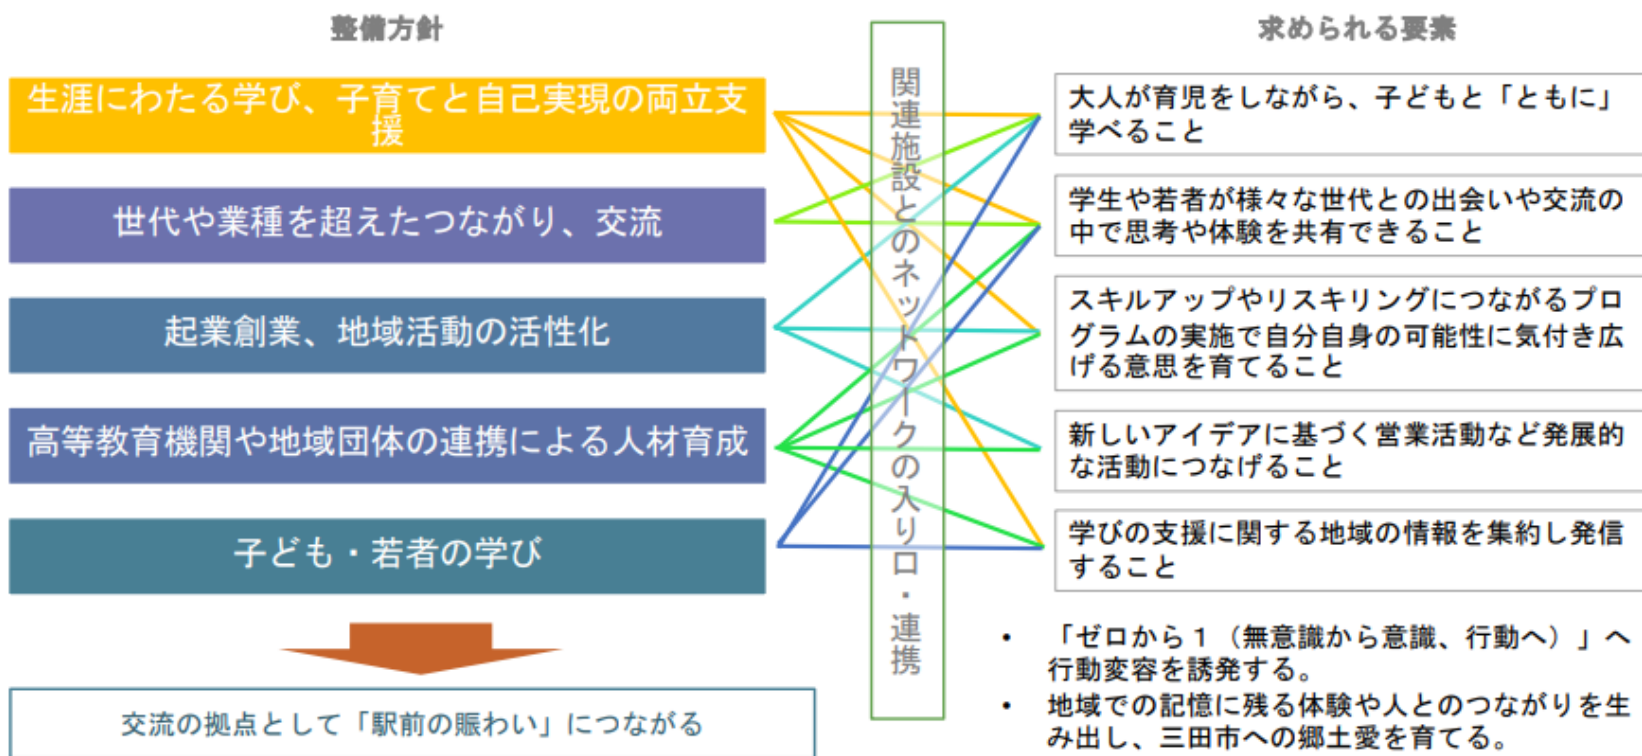 整備方針
求められる要素
生涯にわたる学び、子育てと自己実現の両立支
援
世代や業種を超えたつながり、交流
起業創業、地域活動の活性化
高等教育機関や地域団体の連携による人材育成
子ども・若者の学び
交流の拠点として「駅前の賑わい」につながる
関連施設とのネットワークの入り口・連携
大人が育児をしながら、子どもと「ともに」
学べること
学生や若者が様々な世代との出会いや交流の
中で思考や体験を共有できること
スキルアップやリスキリングにつながるプロ
グラムの実施で自分自身の可能性に気付き広
げる意思を育てること
新しいアイデアに基づく営業活動など発展的
な活動につなげること
学びの支援に関する地域の情報を集約し発信
すること
• 「ゼロから１（無意識から意識、行動へ）」へ
行動変容を誘発する。
• 地域での記憶に残る体験や人とのつながりを生
み出し、三田市への郷土愛を育てる。